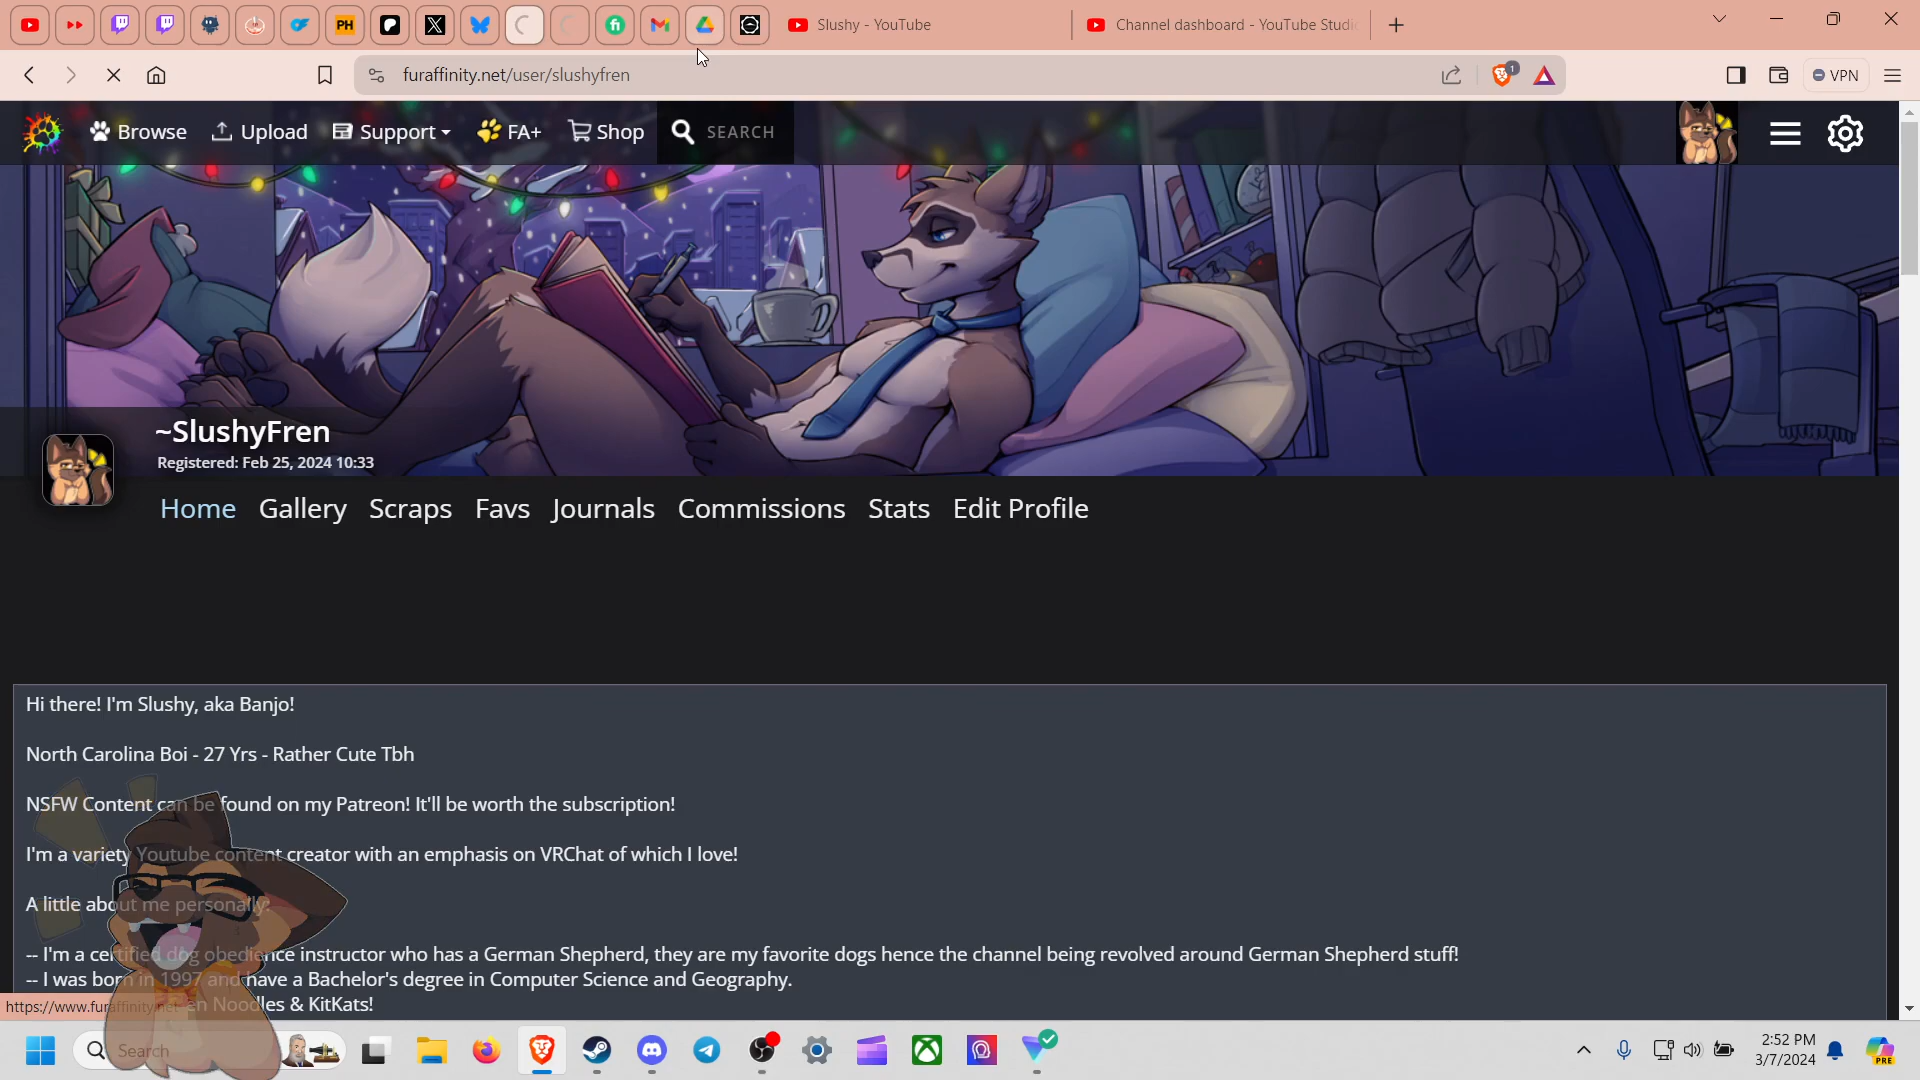 PH
X
fi
Slushy - YouTube
Channel dashboard - YouTube Studi
furaffinity.net/user/slushyfren
1
VPN
Browse
Upload
Support
FA+
Shop
SEARCH
~SlushyFren
Registered: Feb 25, 2024 10:33
Home Gallery Scraps Favs Journals Commissions Stats Edit Profile
Hi there! I'm Slushy, aka Banjo!
North Carolina Boi - 27 Yrs - Rather Cute Tbh
NSFW Content can be found on my Patreon! It'll be worth the subscription!
I'm a variety Youtube content creator with an emphasis on VRChat of which I love!
A little about me personally:
-- I'm a certified dog obedience instructor who has a German Shepherd, they are my favorite dogs hence the channel being revolved around German Shepherd stuff!
-- I was born in 1997 and have a Bachelor's degree in Computer Science and Geography.
https://www.furaffinity.net
Noodles & KitKats!
Search
2:52 PM
3/7/2024
PRE